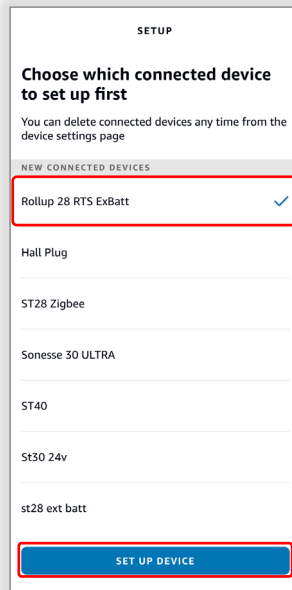 SETUP
Choose which connected device
to set up first
You can delete connected devices any time from the
device settings page
NEW CONNECTED DEVICES
Rollup 28 RTS ExBatt
Hall Plug
ST28 Zigbee
Sonesse 30 ULTRA
ST40
St30 24v
st28 ext batt
SET UP DEVICE